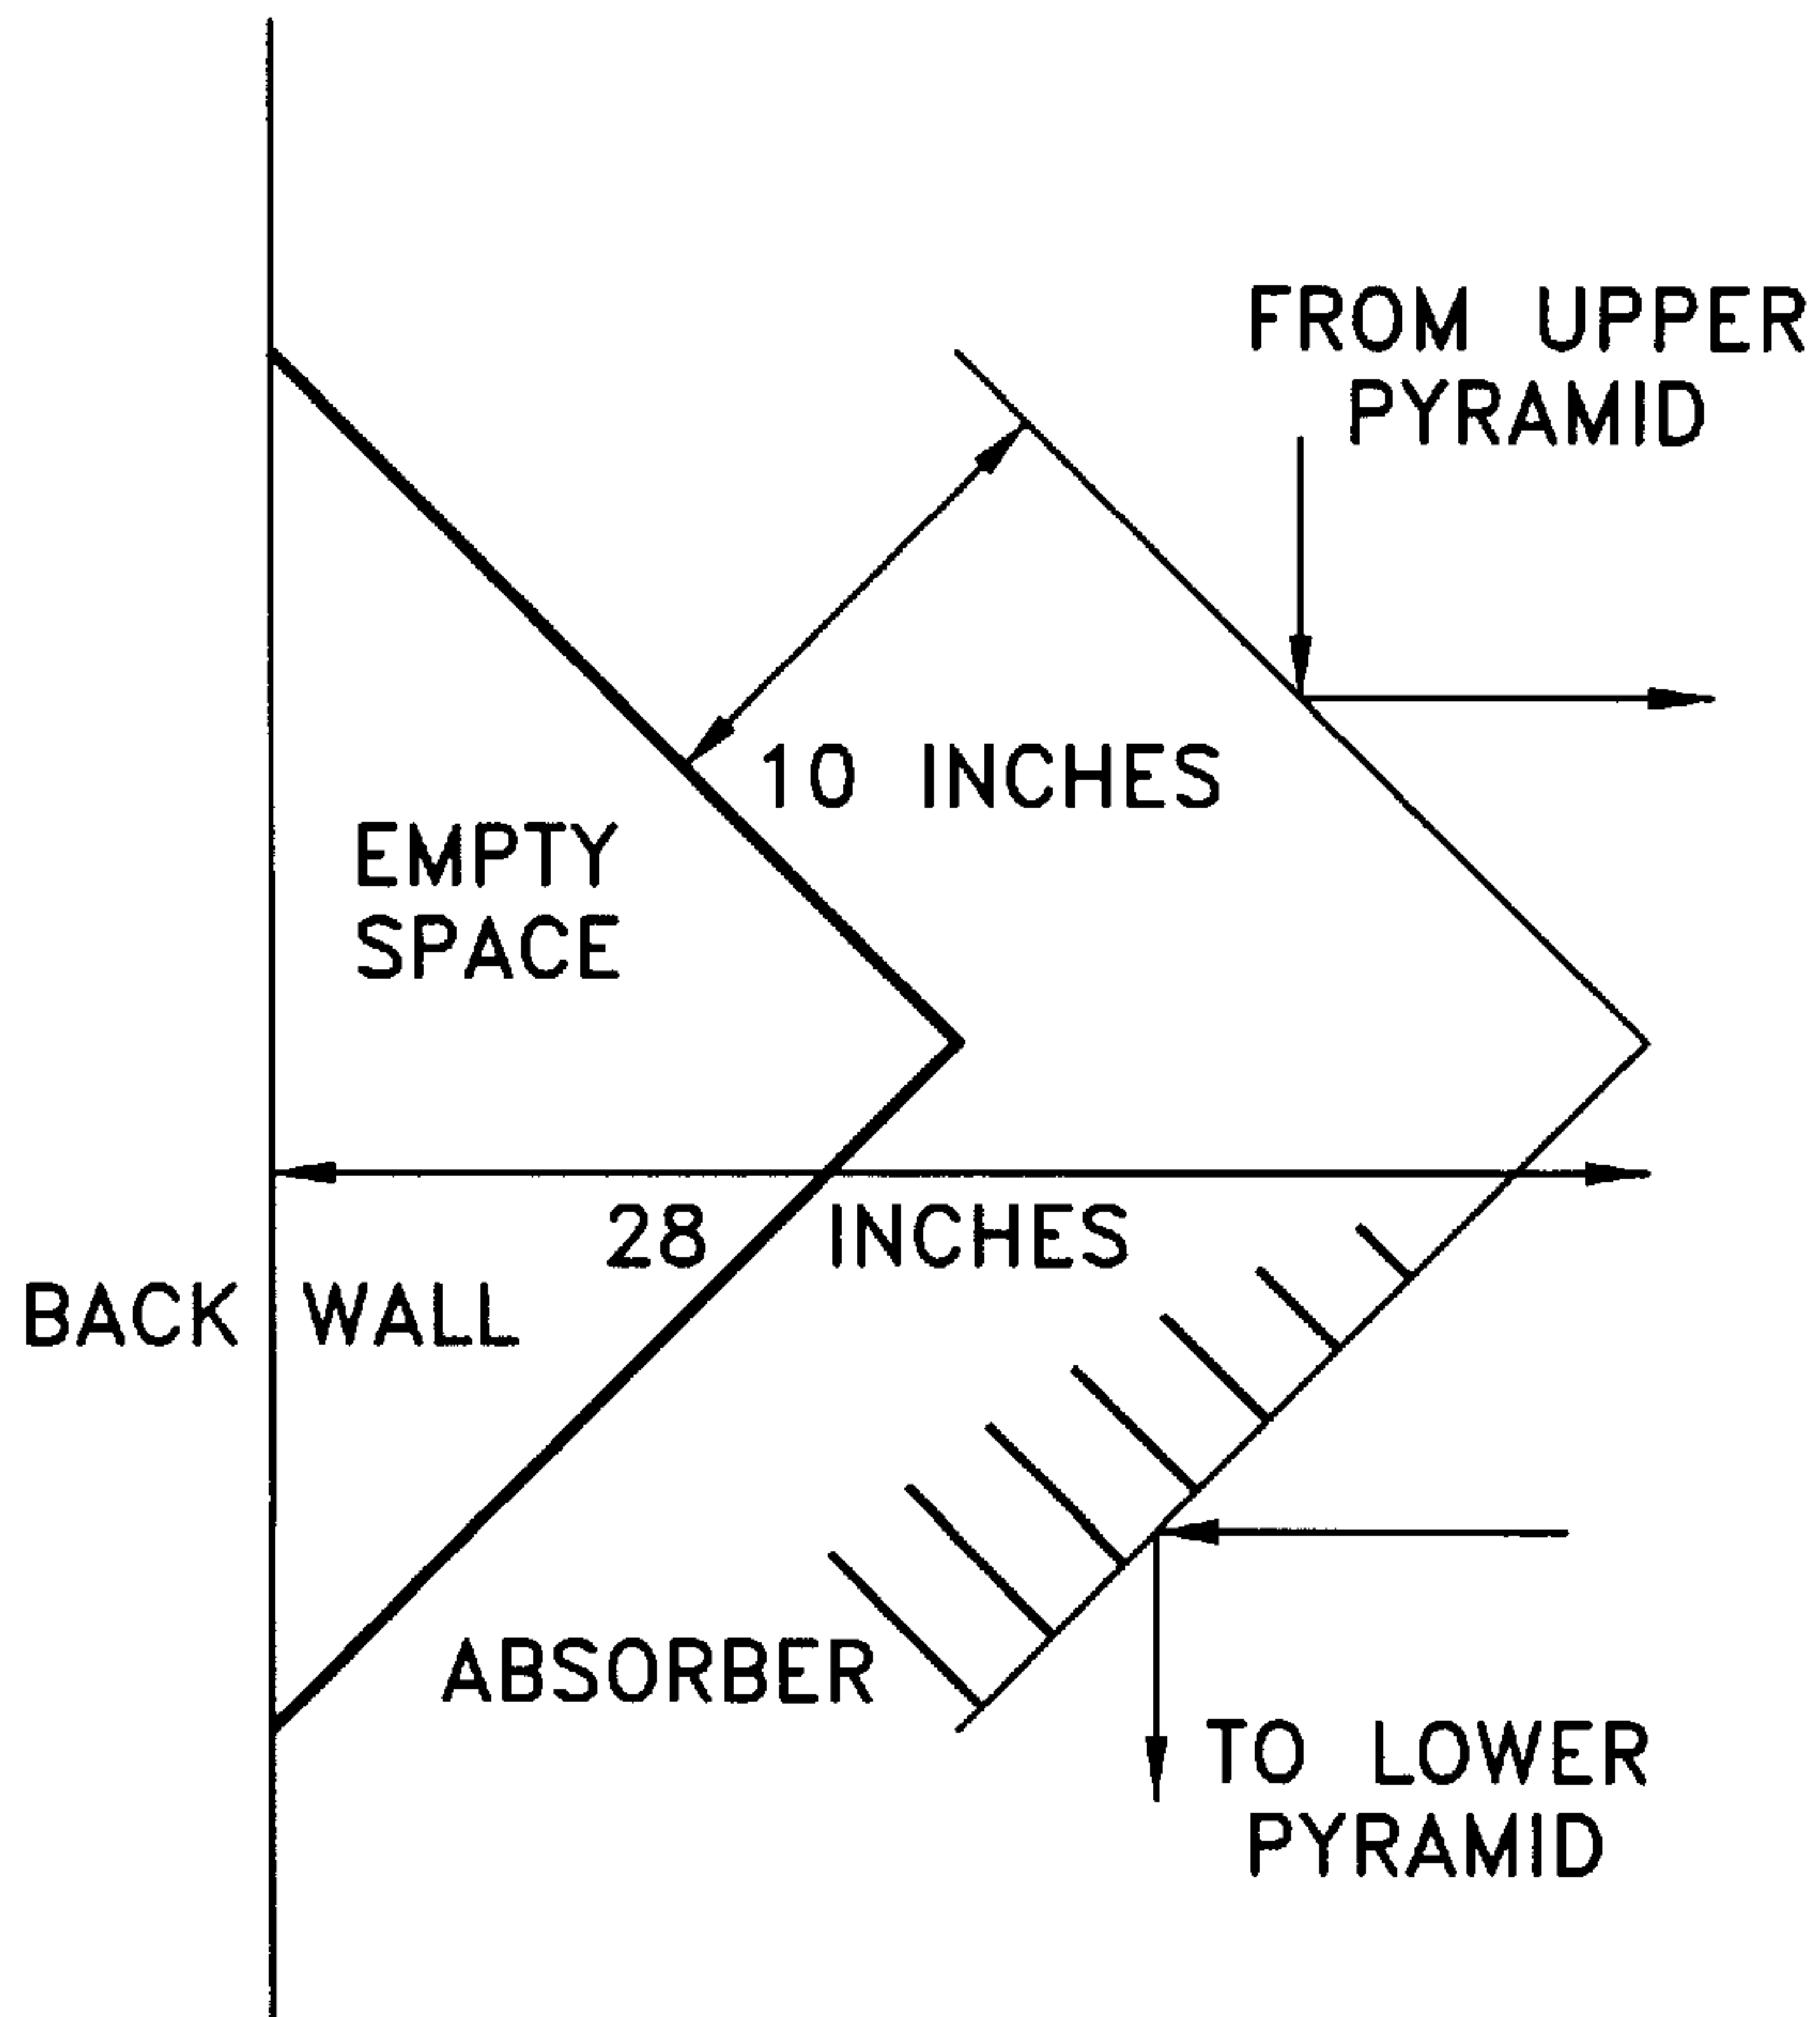 FROM UPPER
PYRAMID
10 INCHES
EMPTY
SPACE
28 INCHES
BACK WALL
ABSORBER
TO LOWER
PYRAMID